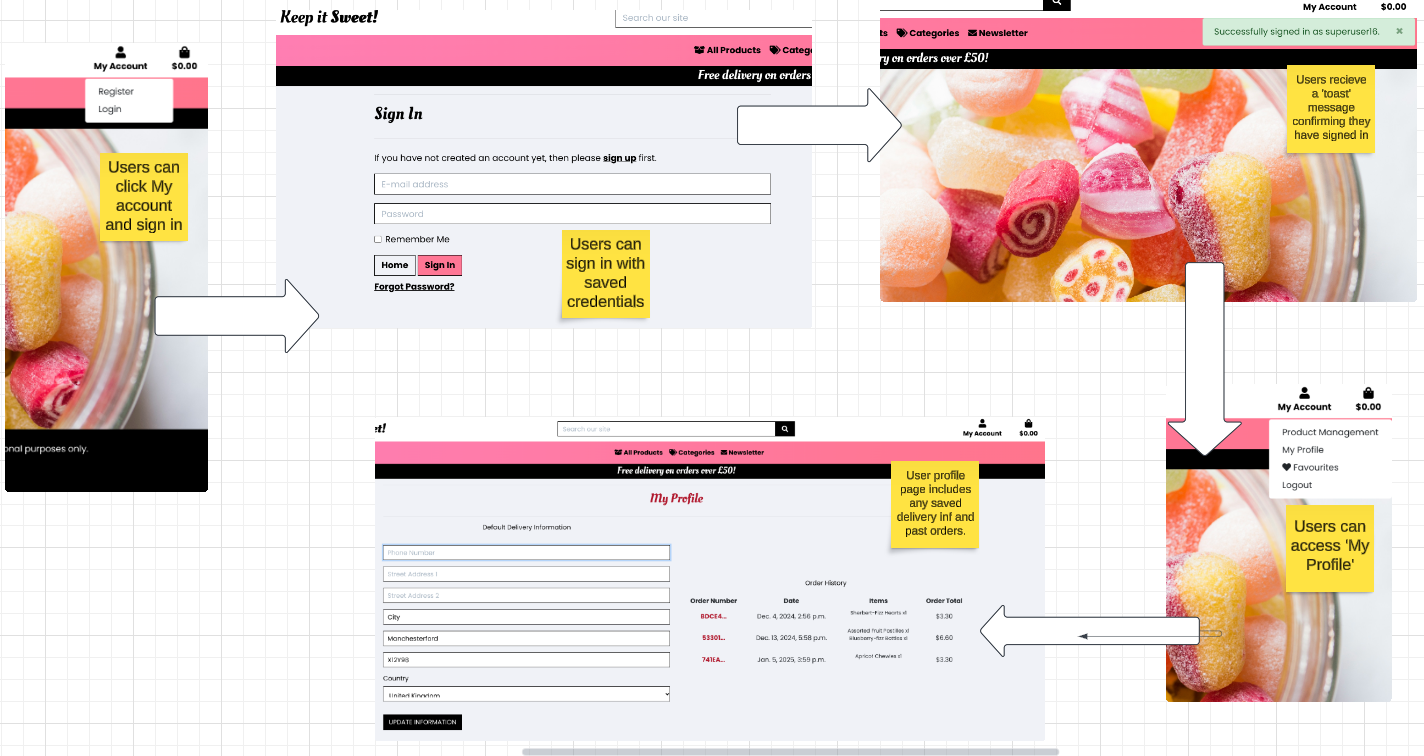 My Account $0.00
Register
Login
Users can
click My
account
and sign in
onal purposes only.
Keep it Sweet!
Search our site
All Products Categ
Free delivery on orders
Sign In
If you have not created an account yet, then please sign up first.
E-mail address
Password
Remember Me
Home Sign In
Forgot Password?
Users can
sign in with
saved
credentials
My Account $0.00
ts Categories Newsletter
Successfully signed in as superuser16. ×
ry on orders over £50!
Users recieve
a 'toast'
message
confirming they
have signed in
My Account $0.00
Product Management
My Profile
Favourites
Logout
Users can
access 'My
Profile'
et!
Search our site
My Account $0.00
All Products Categories Newsletter
Free delivery on orders over £50!
My Profile
User profile
page includes
any saved
delivery inf and
past orders.
Default Delivery Information
Phone Number
Street Address 1
Street Address 2
City
Manchesterford
X12Y9B
Country
United Kingdom
UPDATE INFORMATION
Order History
Order Number Date Items Order Total
BDCE4... Dec. 4, 2024, 2:56 p.m. Sherbert-Fizz Hearts x1 $3.30
53301... Dec. 13, 2024, 5:58 p.m. Assorted Fruit Pastilles x1 $6.60
Blueberry-fizz Bottles x1
741EA... Jan. 5, 2025, 3:59 p.m. Apricot Chewies x1 $3.30